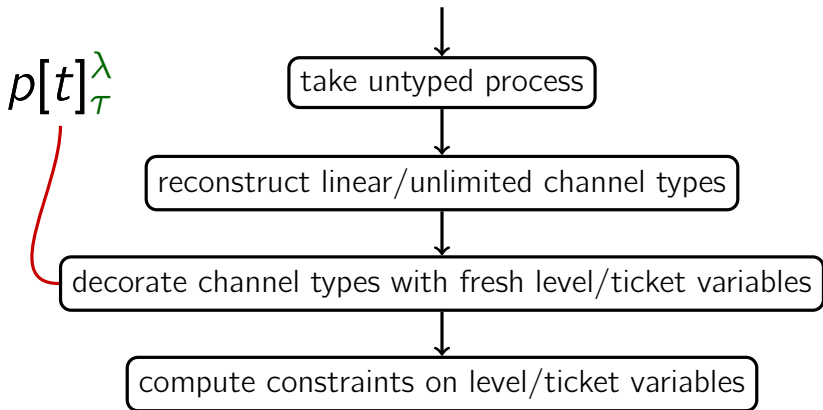 take untyped process
p[t]λτ
reconstruct linear/unlimited channel types
decorate channel types with fresh level/ticket variables
compute constraints on level/ticket variables